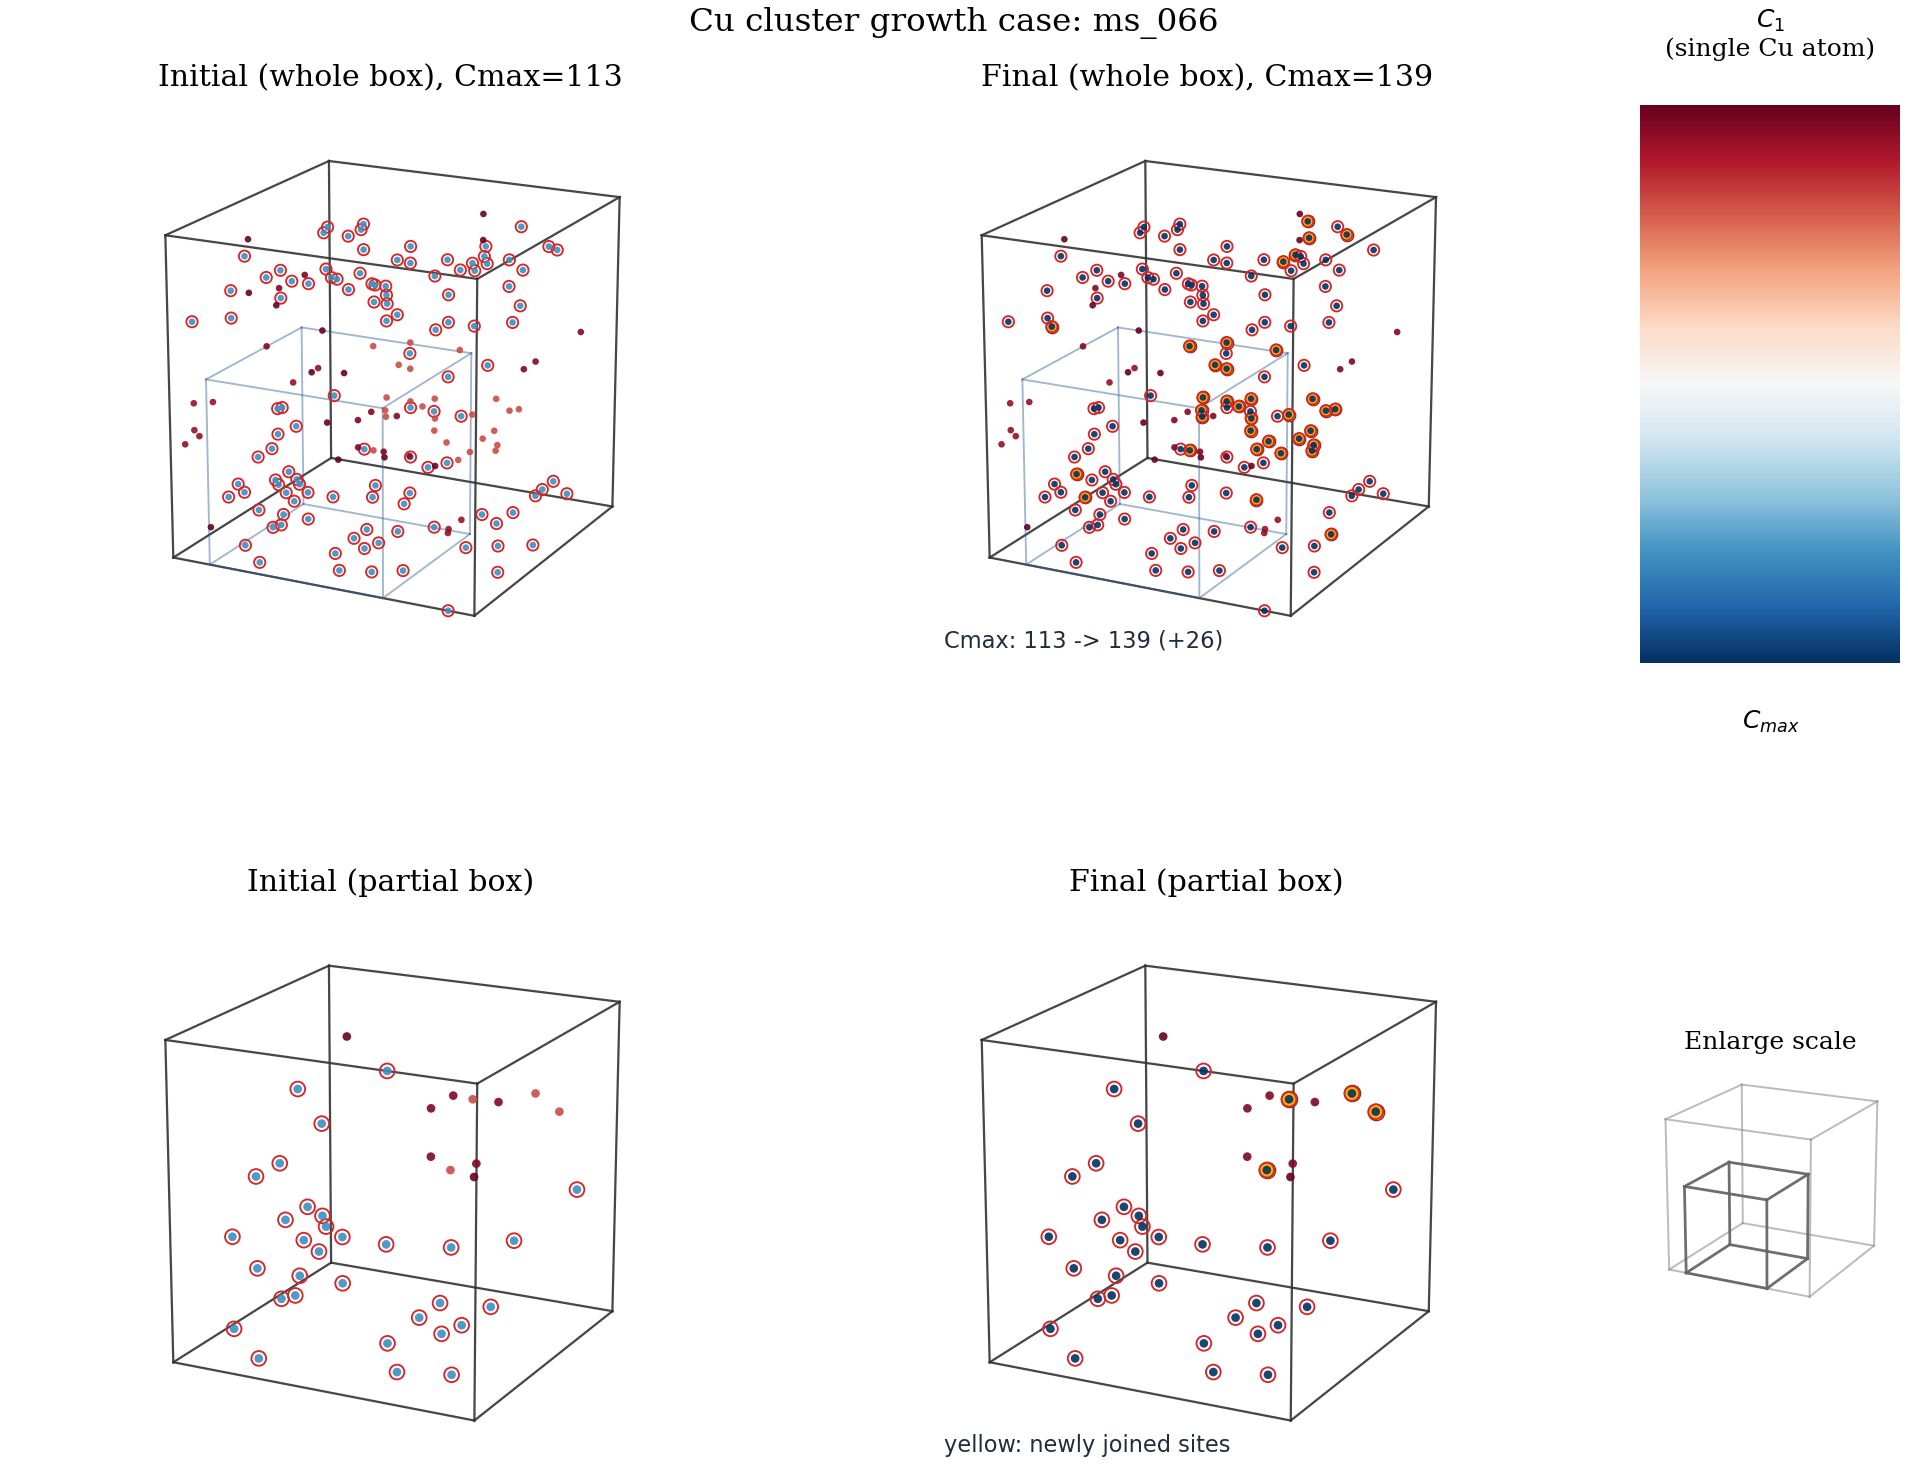 Cu cluster growth case: ms_066
Initial (whole box), Cmax=113
Final (whole box), Cmax=139
C1
(single Cu atom)
Cmax: 113 -> 139 (+26)
Cmax
Initial (partial box)
Final (partial box)
Enlarge scale
yellow: newly joined sites